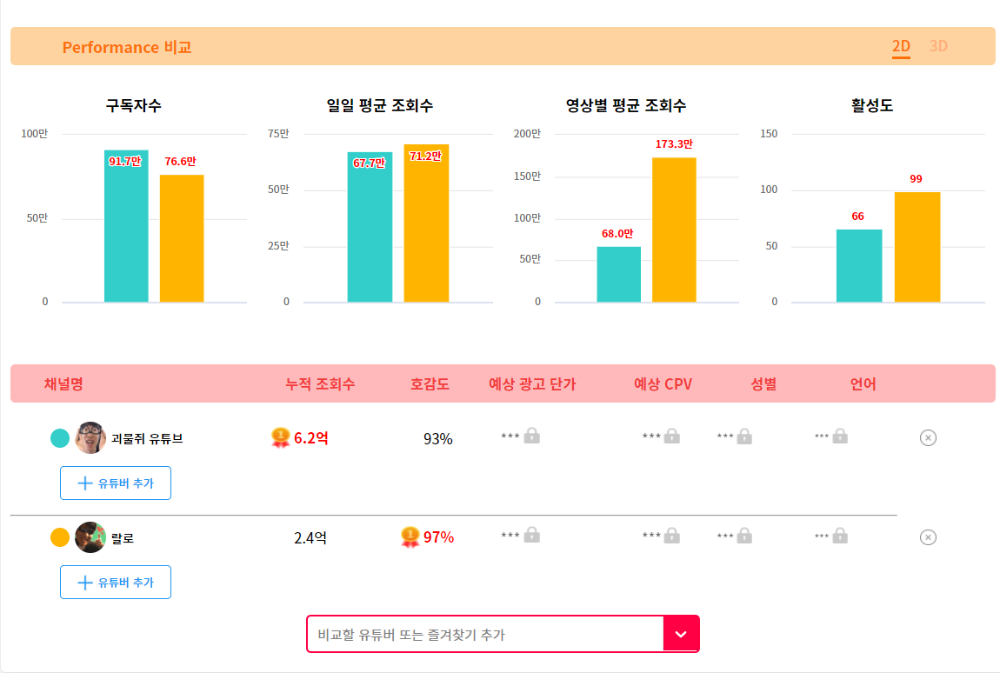 Performance 비교
2D
3D
구독자수
일일 평균 조회수
영상별 평균 조회수
활성도
100만
50만
0
91.7만
76.6만
75만
50만
25만
0
67.7만
71.2만
200만
150만
100만
50만
0
68.0만
173.3만
150
100
50
0
66
99
채널명 누적 조회수 호감도 예상 광고 단가 예상 CPV 성별 언어
괴물쥐 유튜브 1 6.2억 93% *** *** *** ***
유튜버 추가
랄로 2.4억 1 97% *** *** *** ***
유튜버 추가
비교할 유튜버 또는 즐겨찾기 추가